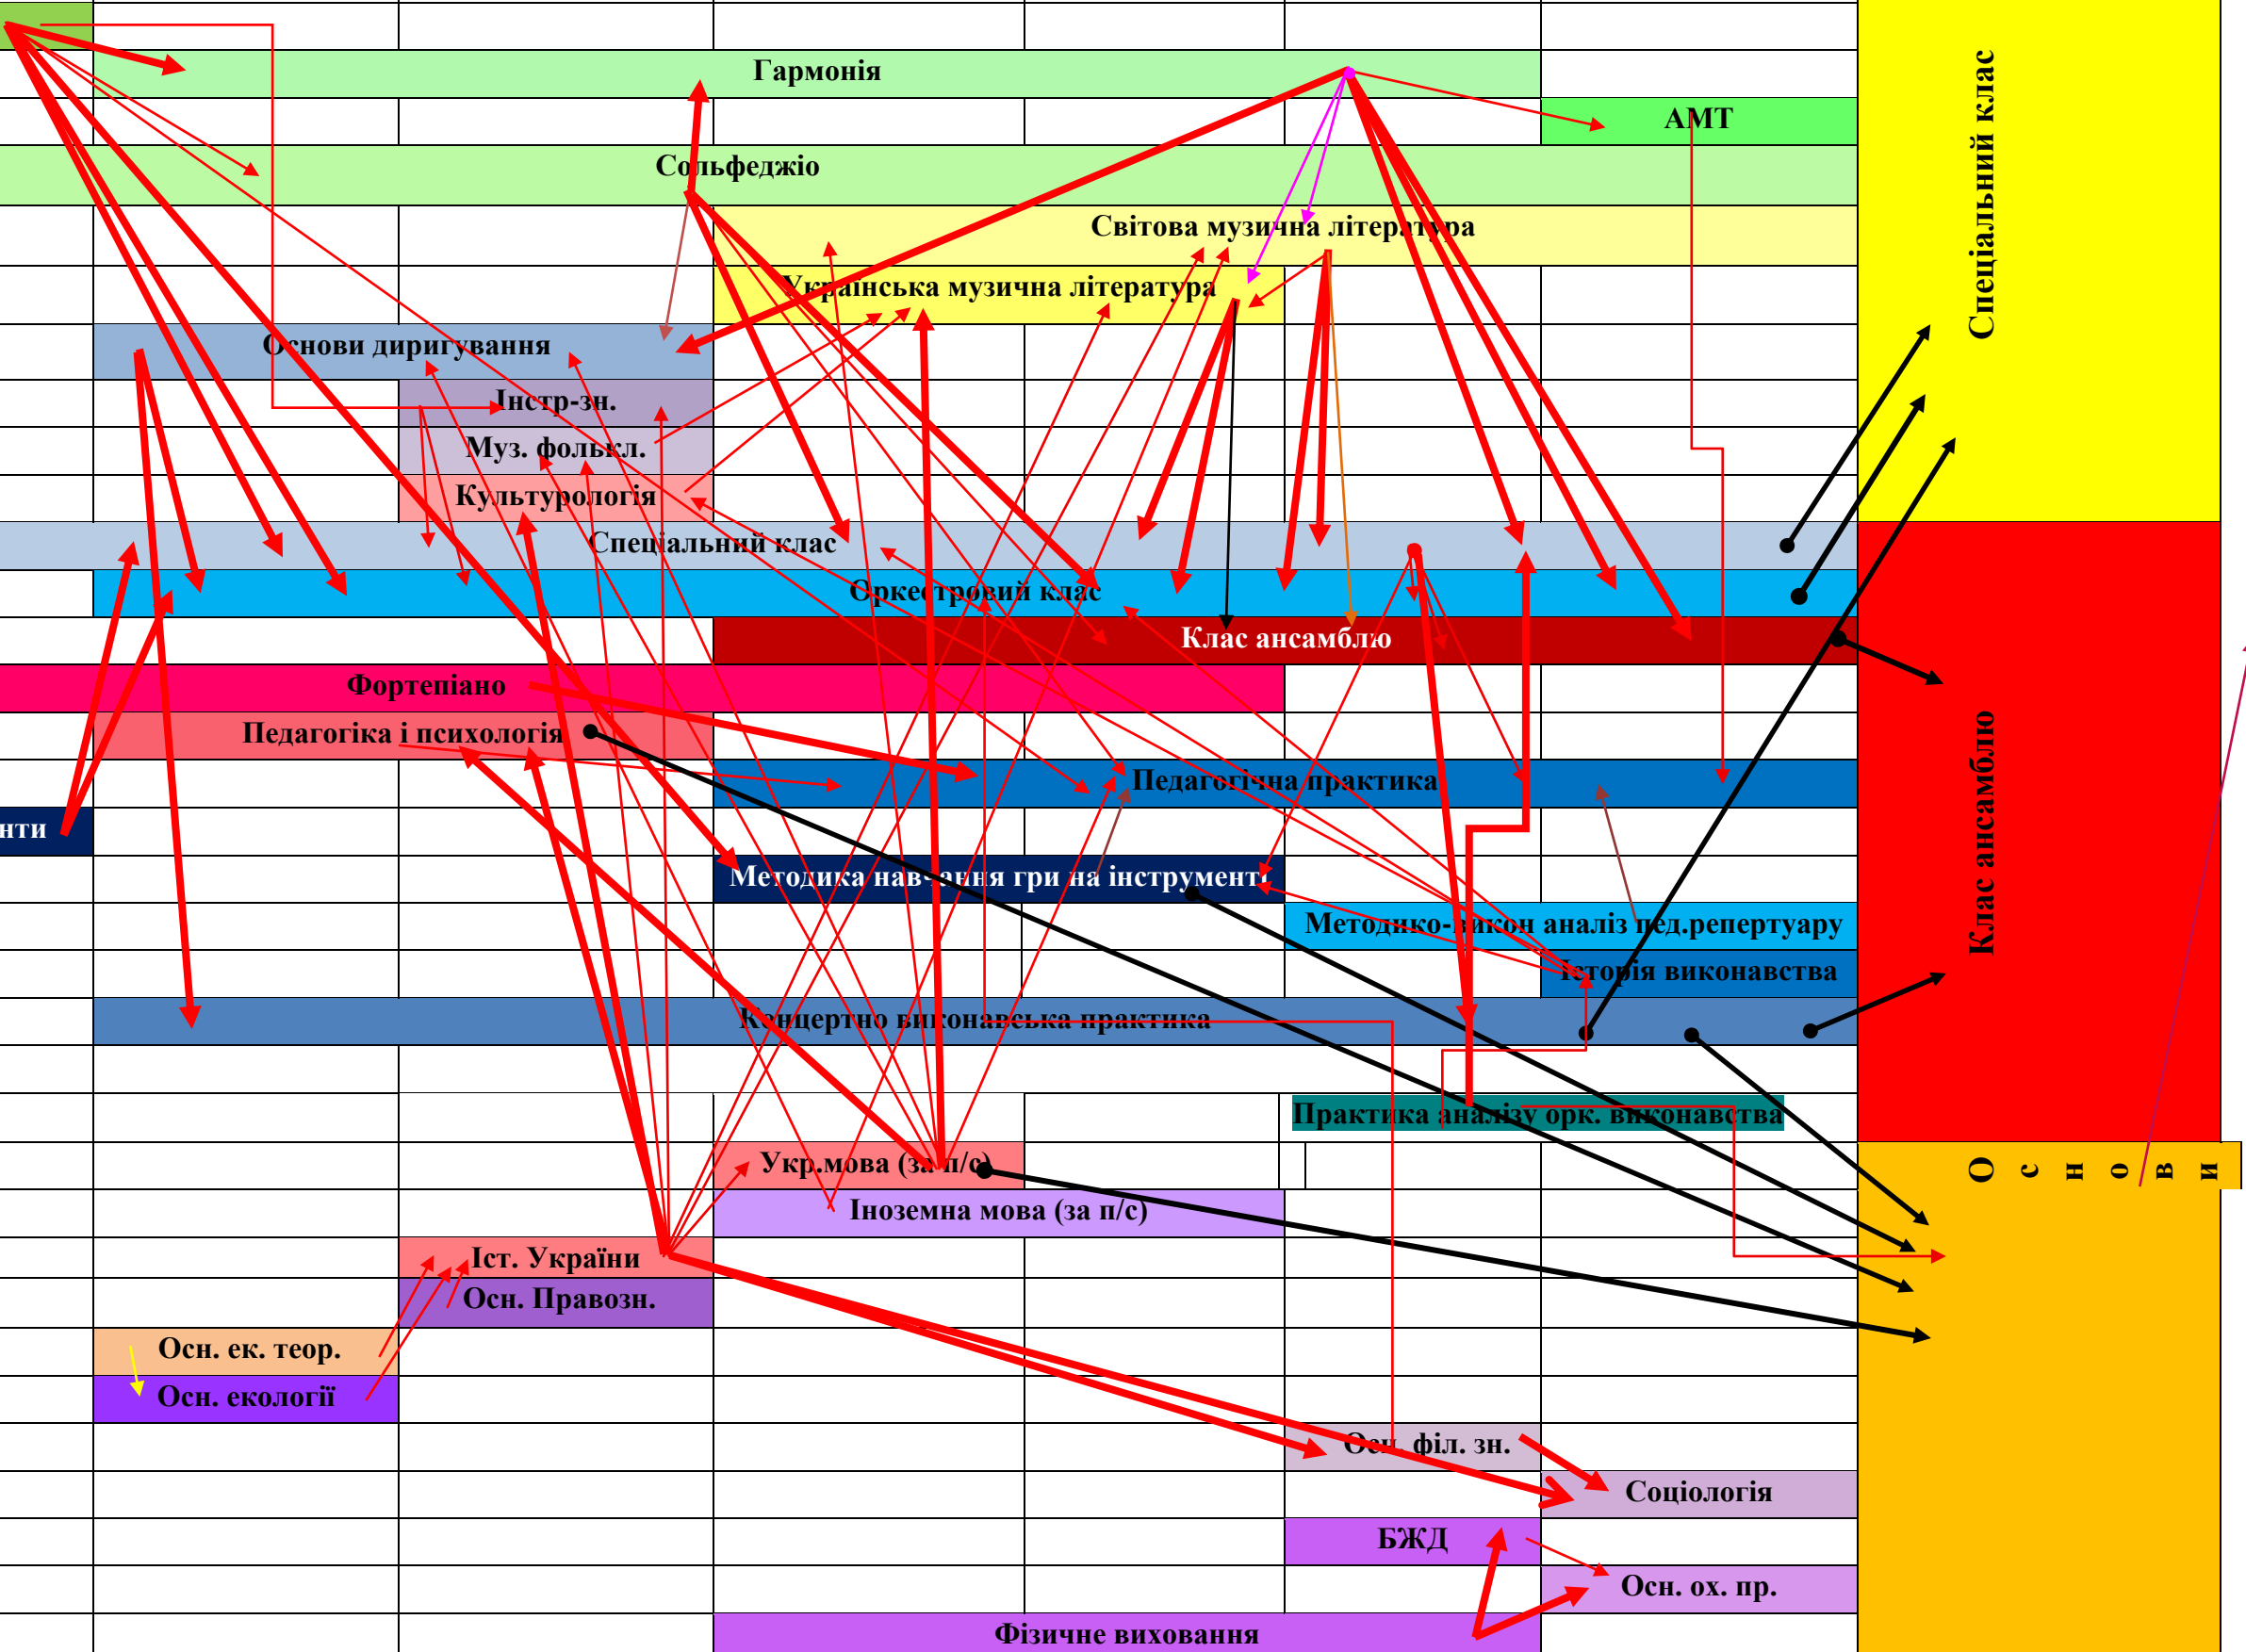 Гармонія
АМТ
Сольфеджіо
Світова музична література
Українська музична література
Основи диригування
Інстр-зн.
Муз. фолькл.
Культурологія
Спеціальний клас
Оркестровий клас
Клас ансамблю
Фортепіано
Педагогіка і психологія
Педагогічна практика
нти
Методика навчання гри на інструменті
Методико-викон аналіз пед.репертуару
Історія виконавства
Концертно виконавська практика
Практика аналізу орк. виконавства
Укр.мова (за п/с)
Іноземна мова (за п/с)
Іст. України
Осн. Правозн.
Осн. ек. теор.
Осн. екології
Осн. філ. зн.
Соціологія
БЖД
Осн. ох. пр.
Фізичне виховання
Спеціальний клас
Клас ансамблю
Основи